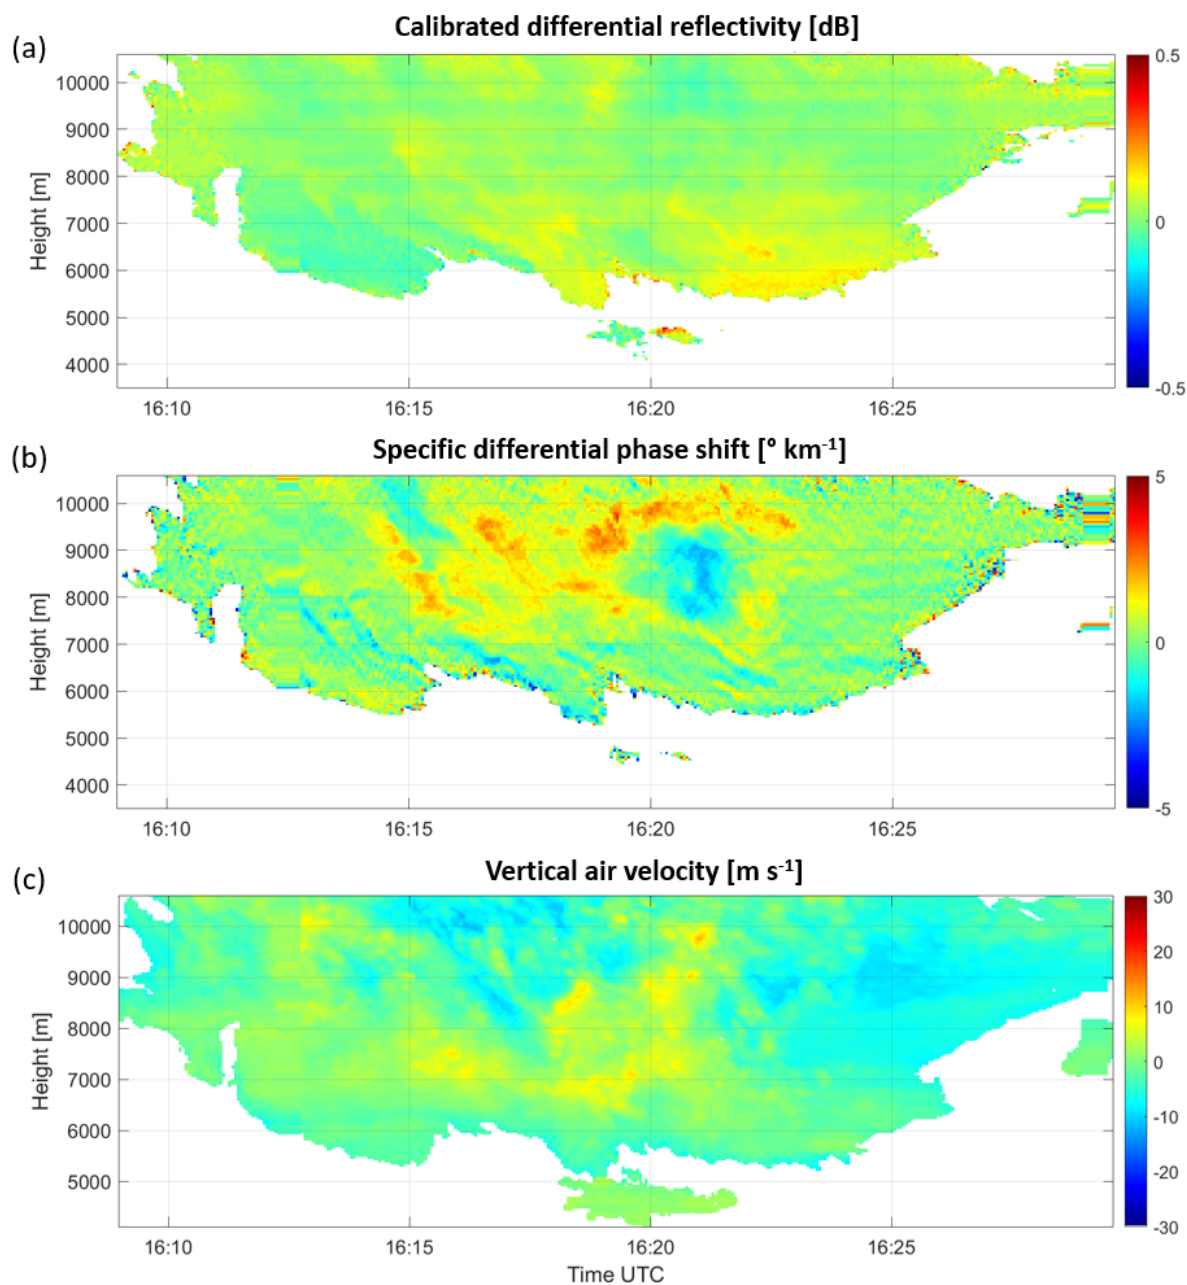 Calibrated differential reflectivity [dB]
(a)
0.5
10000
9000
8000
7000
0
6000
5000
4000
-0.5
Height [m]
16:10 16:15 16:20 16:25
Specific differential phase shift [° km-1]
(b)
5
10000
9000
8000
7000
0
6000
5000
4000
-5
Height [m]
16:10 16:15 16:20 16:25
Vertical air velocity [m s-1]
(c)
30
10000
20
9000
10
8000
0
7000
-10
6000
-20
5000
-30
Height [m]
16:10 16:15 16:20 16:25
Time UTC